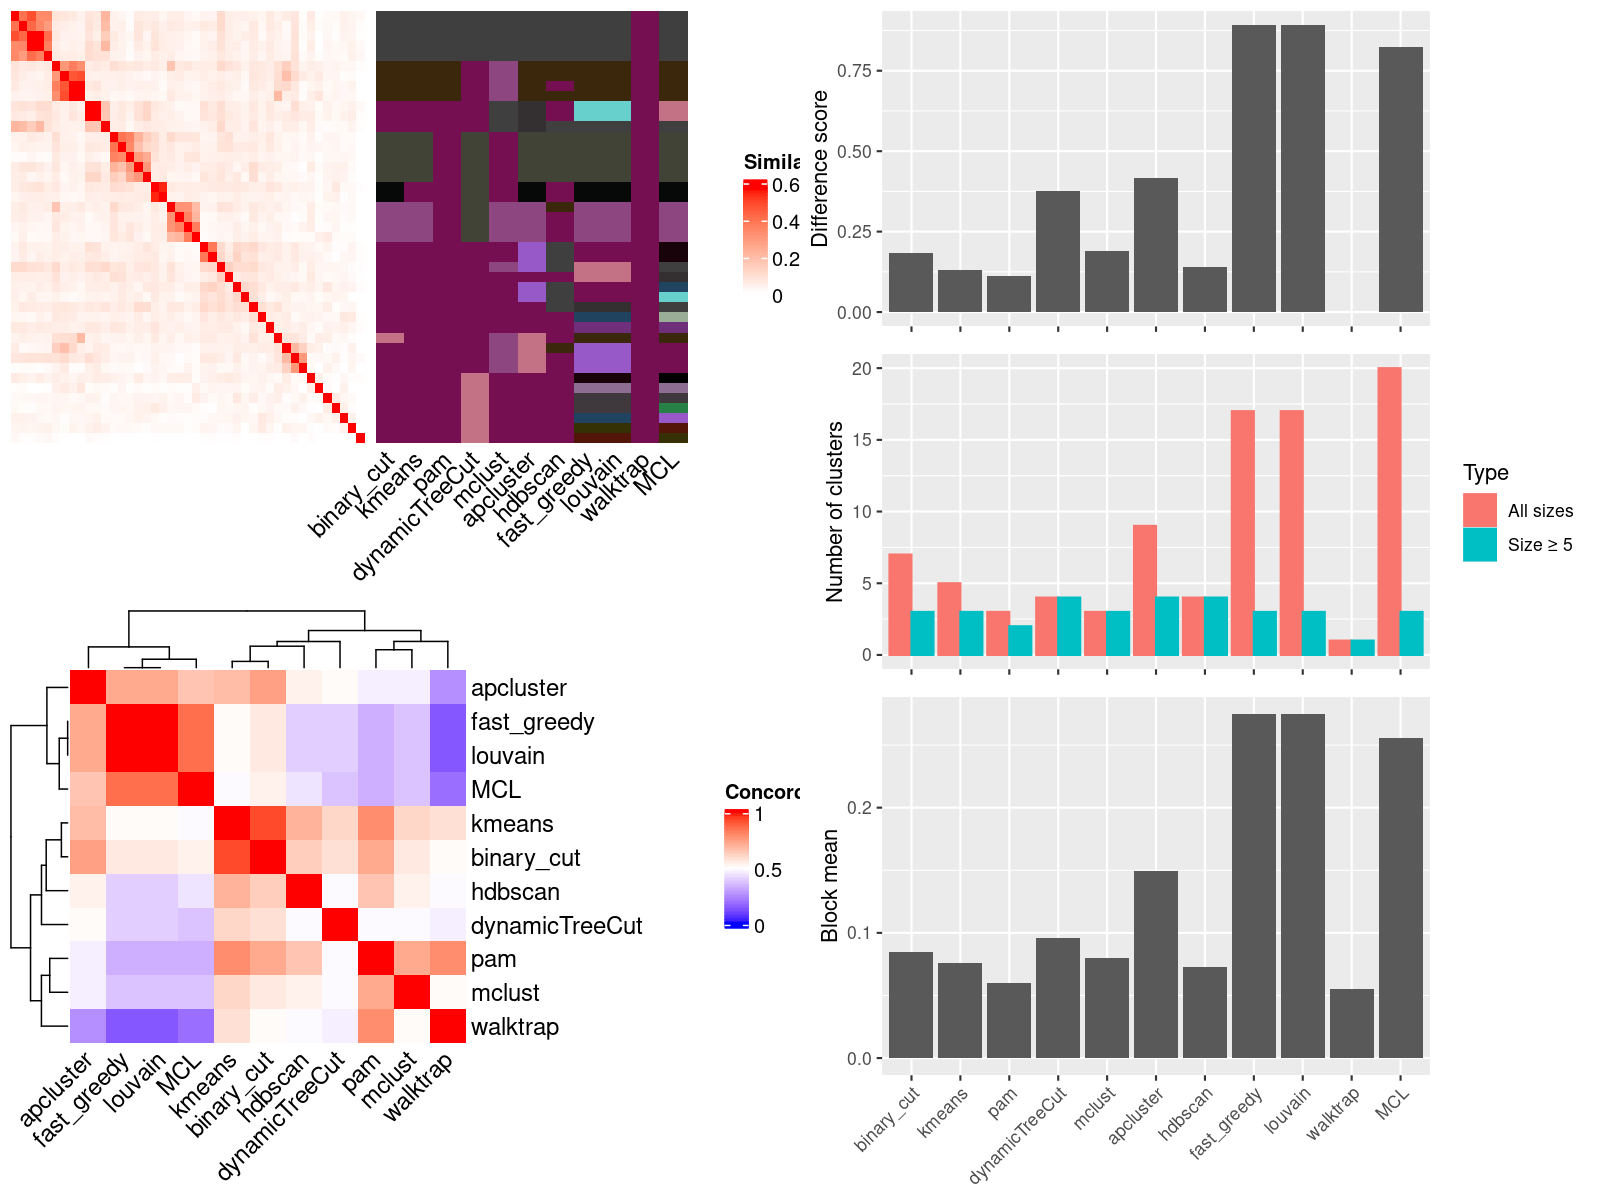 Simila
0.6
0.4
0.2
0
binary_cut
kmeans
pam
dynamicTreeCut
mclust
apcluster
hdbscan
fast_greedy
louvain
walktrap
MCL
apcluster
fast_greedy
louvain
MCL
kmeans
binary_cut
hdbscan
dynamicTreeCut
pam
mclust
walktrap
Concord
1
0.5
0
apcluster
fast_greedy
louvain
MCL
kmeans
binary_cut
hdbscan
dynamicTreeCut
pam
mclust
walktrap
Difference score
0.75
0.50
0.25
0.00
Number of clusters
20
15
10
5
0
Type
All sizes
Size ≥ 5
Block mean
0.2
0.1
0.0
binary_cut
kmeans
pam
dynamicTreeCut
mclust
apcluster
hdbscan
fast_greedy
louvain
walktrap
MCL